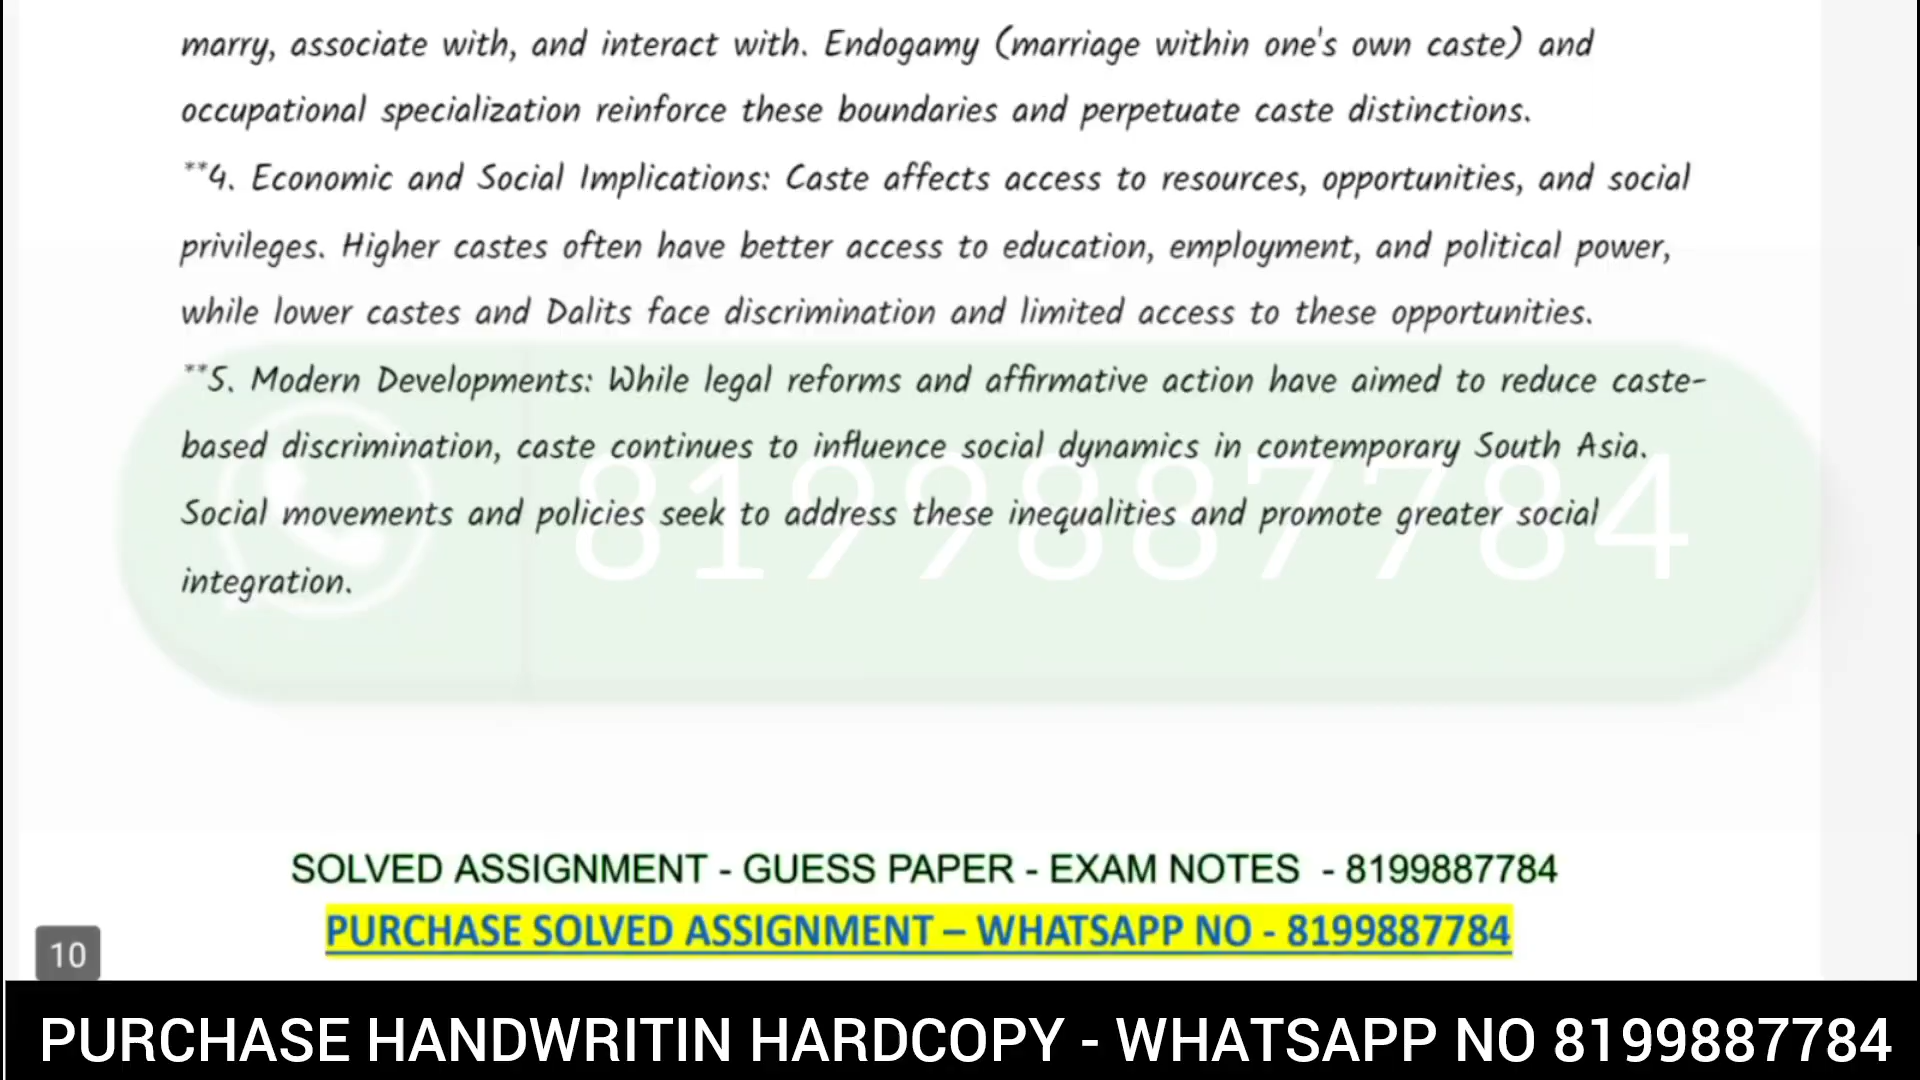 marry, associate with, and interact with. Endogamy (marriage within one's own caste) and
occupational specialization reinforce these boundaries and perpetuate caste distinctions.
**4. Economic and Social Implications: Caste affects access to resources, opportunities, and social
privileges. Higher castes often have better access to education, employment, and political power,
while lower castes and Dalits face discrimination and limited access to these opportunities.
**5. Modern Developments: While legal reforms and affirmative action have aimed to reduce caste-
based discrimination, caste continues to influence social dynamics in contemporary South Asia.
Social movements and policies seek to address these inequalities and promote greater social
integration.
8199887784
SOLVED ASSIGNMENT - GUESS PAPER - EXAM NOTES - 8199887784
PURCHASE SOLVED ASSIGNMENT – WHATSAPP NO - 8199887784
10
PURCHASE HANDWRITIN HARDCOPY - WHATSAPP NO 8199887784